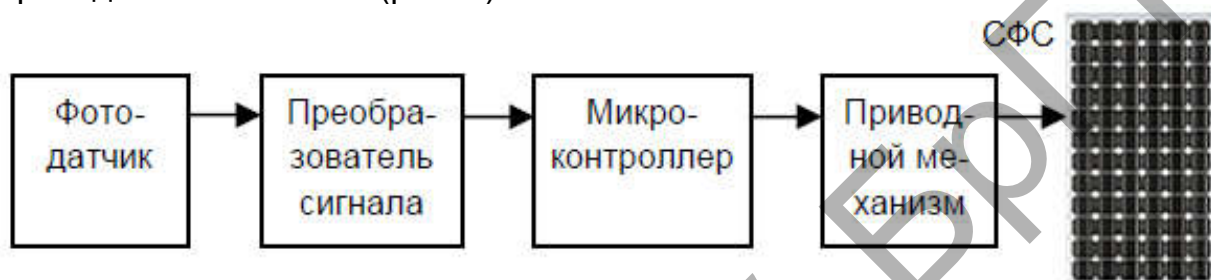 СФС
Фото-
датчик
Преобра-
зователь
сигнала
Микро-
контроллер
Привод-
ной ме-
ханизм